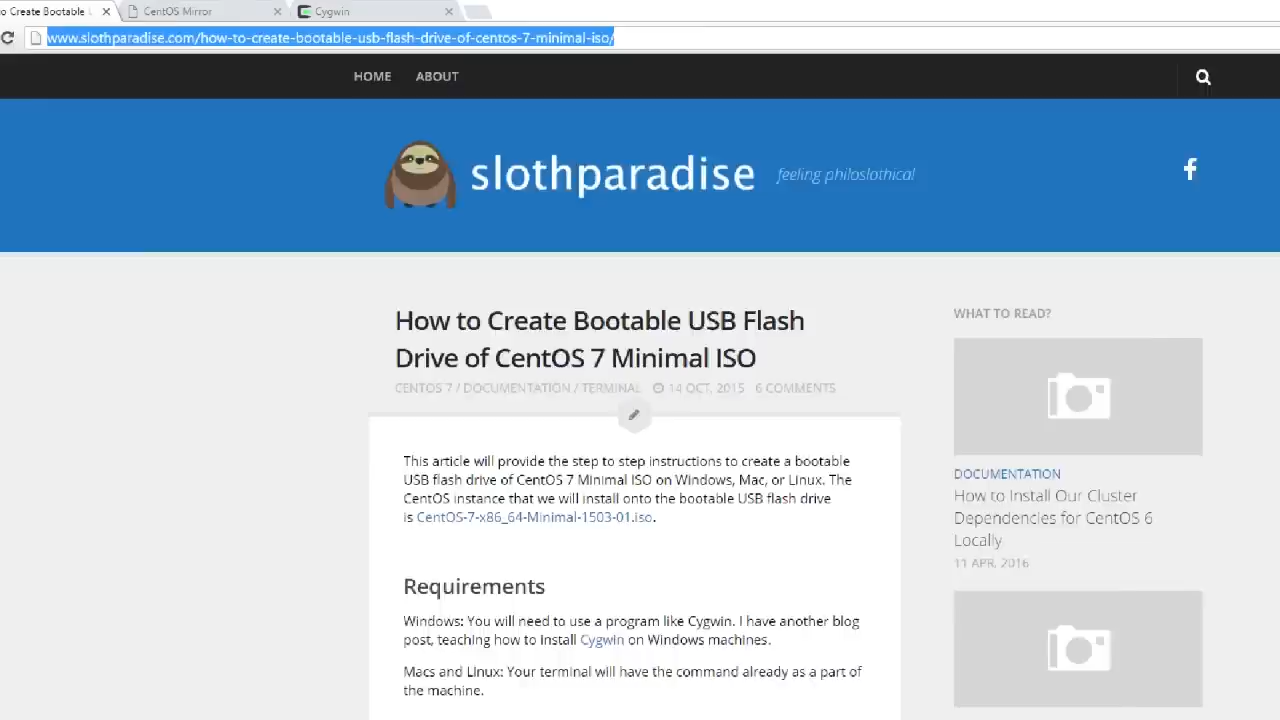 to Create Bootable
CentOS Mirror
Cygwin
www.slothparadise.com/how-to-create-bootable-usb-flash-drive-of-centos-7-minimal-iso/
HOME
ABOUT
slothparadise
feeling philoslothical
How to Create Bootable USB Flash
Drive of CentOS 7 Minimal ISO
CENTOS 7 / DOCUMENTATION / TERMINAL 14 OCT, 2015 6 COMMENTS
This article will provide the step to step instructions to create a bootable
USB flash drive of CentOS 7 Minimal ISO on Windows, Mac, or Linux. The
CentOS instance that we will install onto the bootable USB flash drive
is CentOS-7-x86_64-Minimal-1503-01.iso.
Requirements
Windows: You will need to use a program like Cygwin. I have another blog
post, teaching how to install Cygwin on Windows machines.
Macs and Linux: Your terminal will have the command already as a part of
the machine.
WHAT TO READ?
DOCUMENTATION
How to Install Our Cluster
Dependencies for CentOS 6
Locally
11 APR, 2016